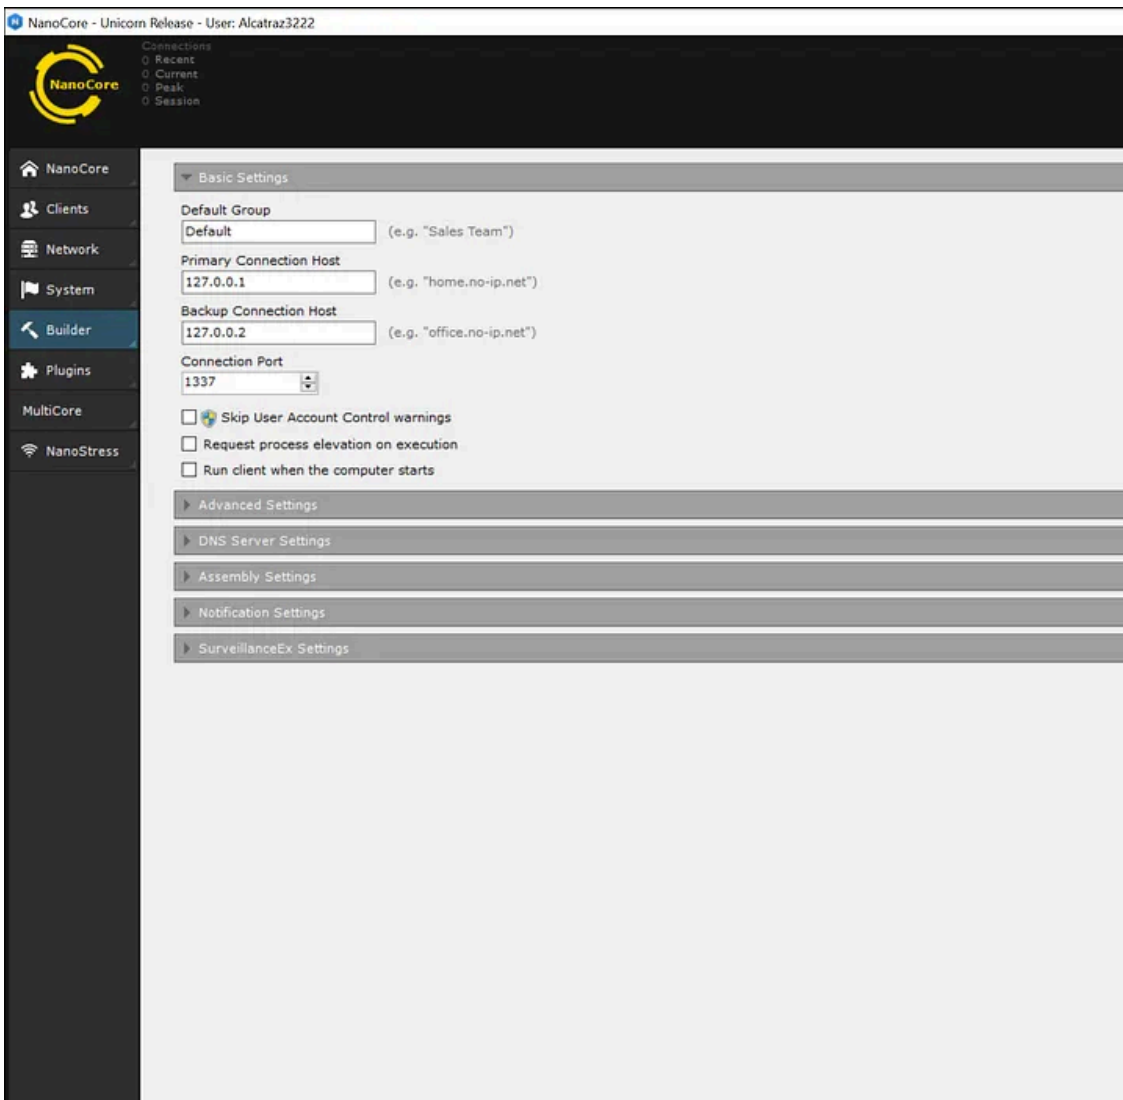 NanoCore - Unicorn Release - User: Alcatraz3222
NanoCore
Connections
0 Recent
0 Current
0 Peak
0 Session
NanoCore
Clients
Network
System
Builder
Plugins
MultiCore
NanoStress
Basic Settings
Default Group
Default (e.g. "Sales Team")
Primary Connection Host
127.0.0.1 (e.g. "home.no-ip.net")
Backup Connection Host
127.0.0.2 (e.g. "office.no-ip.net")
Connection Port
1337
Skip User Account Control warnings
Request process elevation on execution
Run client when the computer starts
Advanced Settings
DNS Server Settings
Assembly Settings
Notification Settings
SurveillanceEx Settings